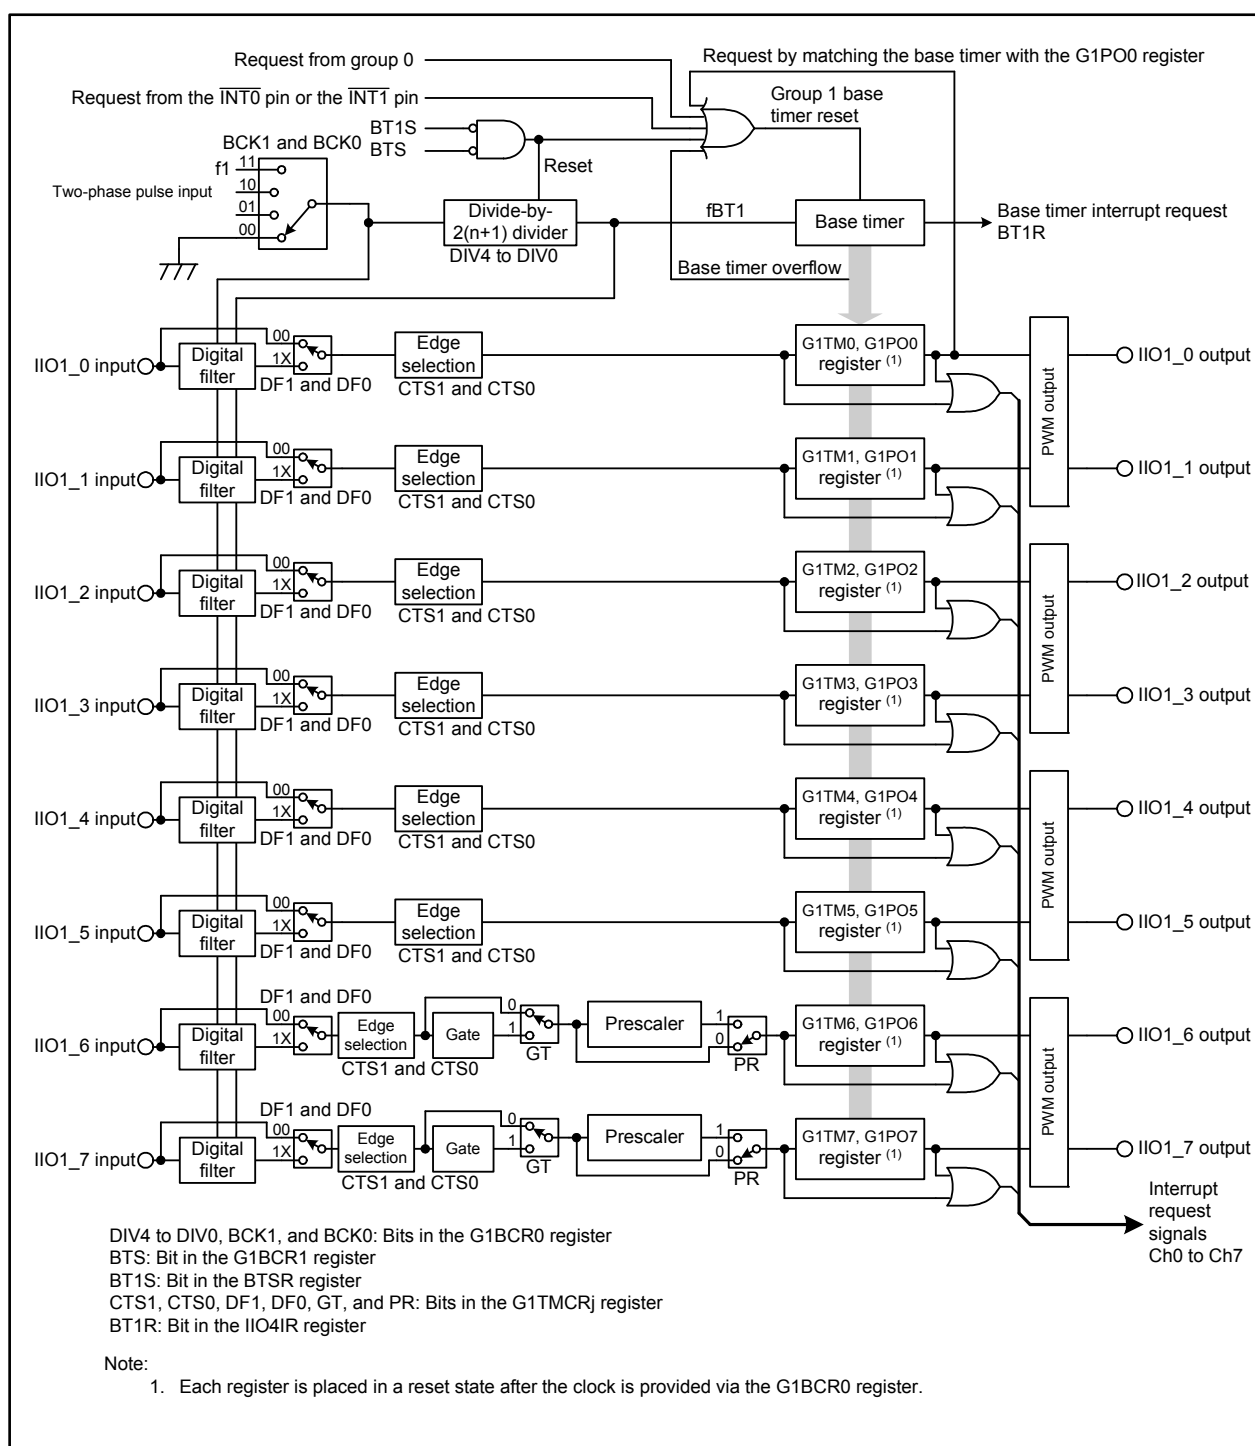 Request from group 0
Request by matching the base timer with the G1PO0 register
Request from the INT0 pin or the INT1 pin
Group 1 base
timer reset
BT1S
BTS
BCK1 and BCK0
Reset
f1
11
Two-phase pulse input
10
01
00
Divide-by-
2(n+1) divider
DIV4 to DIV0
fBT1
Base timer
Base timer interrupt request
BT1R
Base timer overflow
IIO1_0 input
Digital
filter
00
1X
DF1 and DF0
Edge
selection
CTS1 and CTS0
G1TM0, G1PO0
register (1)
PWM output
IIO1_0 output
IIO1_1 input
Digital
filter
00
1X
DF1 and DF0
Edge
selection
CTS1 and CTS0
G1TM1, G1PO1
register (1)
IIO1_1 output
IIO1_2 input
Digital
filter
00
1X
DF1 and DF0
Edge
selection
CTS1 and CTS0
G1TM2, G1PO2
register (1)
PWM output
IIO1_2 output
IIO1_3 input
Digital
filter
00
1X
DF1 and DF0
Edge
selection
CTS1 and CTS0
G1TM3, G1PO3
register (1)
IIO1_3 output
IIO1_4 input
Digital
filter
00
1X
DF1 and DF0
Edge
selection
CTS1 and CTS0
G1TM4, G1PO4
register (1)
PWM output
IIO1_4 output
IIO1_5 input
Digital
filter
00
1X
DF1 and DF0
Edge
selection
CTS1 and CTS0
G1TM5, G1PO5
register (1)
IIO1_5 output
IIO1_6 input
Digital
filter
DF1 and DF0
00
1X
Edge
selection
CTS1 and CTS0
Gate
0
1
GT
Prescaler
1
0
PR
G1TM6, G1PO6
register (1)
PWM output
IIO1_6 output
IIO1_7 input
Digital
filter
DF1 and DF0
00
1X
Edge
selection
CTS1 and CTS0
Gate
0
1
GT
Prescaler
1
0
PR
G1TM7, G1PO7
register (1)
IIO1_7 output
Interrupt
request
signals
Ch0 to Ch7
DIV4 to DIV0, BCK1, and BCK0: Bits in the G1BCR0 register
BTS: Bit in the G1BCR1 register
BT1S: Bit in the BTSR register
CTS1, CTS0, DF1, DF0, GT, and PR: Bits in the G1TMCRj register
BT1R: Bit in the IIO4IR register
Note:
1. Each register is placed in a reset state after the clock is provided via the G1BCR0 register.